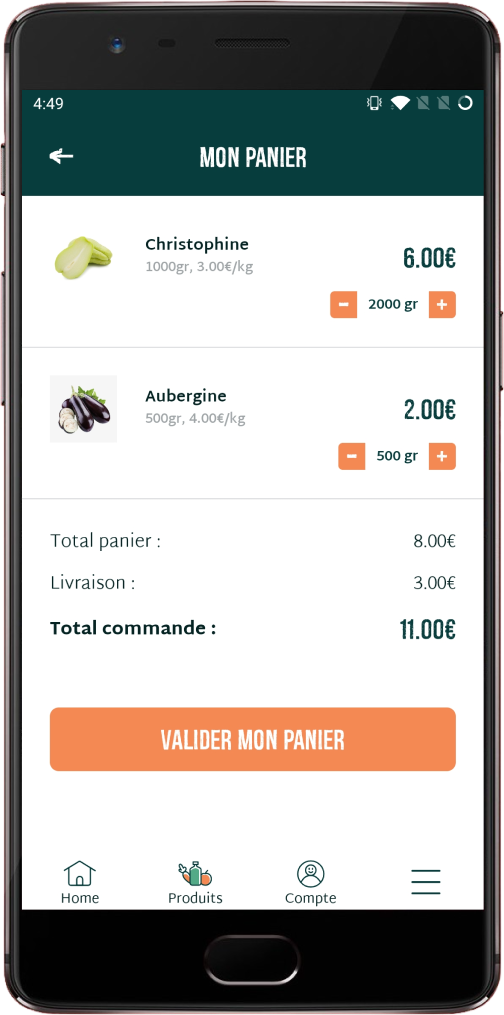 4:49
MON PANIER
Christophine
1000gr, 3.00€/kg
6.00€
- 2000 gr +
Aubergine
500gr, 4.00€/kg
2.00€
- 500 gr +
Total panier : 8.00€
Livraison : 3.00€
Total commande : 11.00€
VALIDER MON PANIER
Home Produits Compte